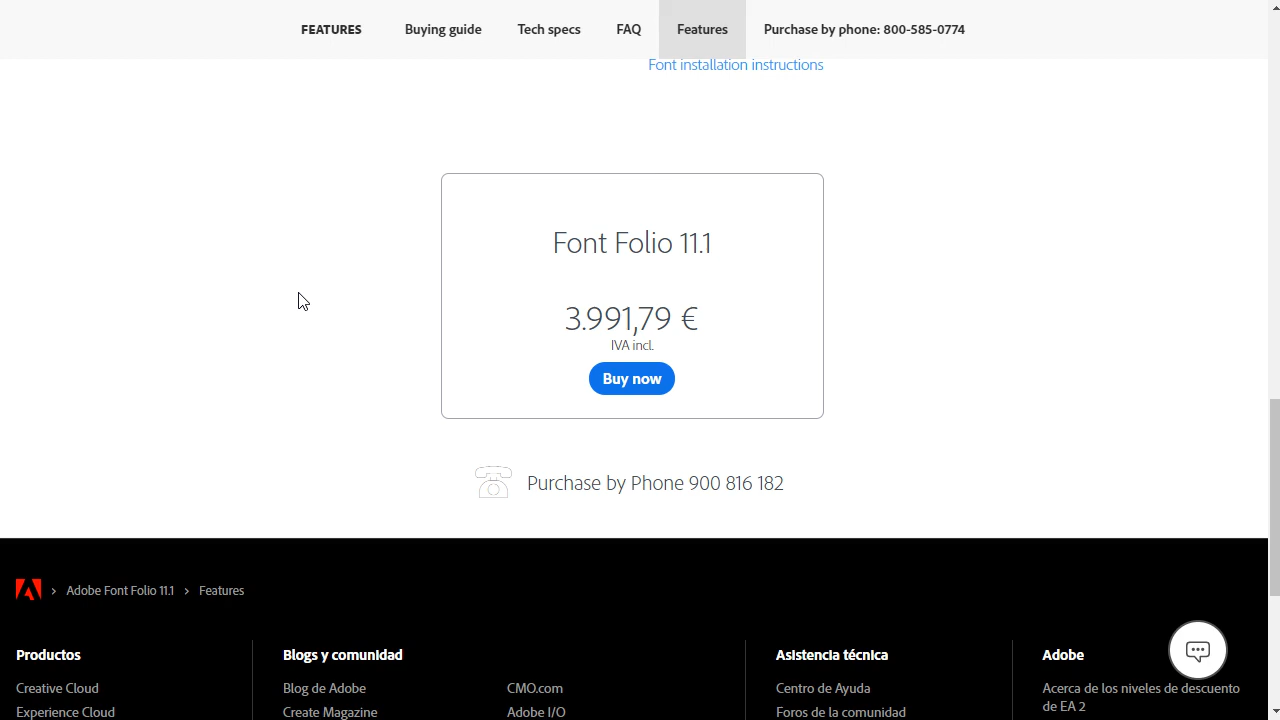 FEATURES Buying guide Tech specs FAQ Features Purchase by phone: 800-585-0774
Font installation instructions
Font Folio 11.1
3.991,79 €
IVA incl.
Buy now
Purchase by Phone 900 816 182
Adobe Font Folio 11.1 › Features
Productos
Creative Cloud
Experience Cloud
Blogs y comunidad
Blog de Adobe
Create Magazine
CMO.com
Adobe I/O
Asistencia técnica
Centro de Ayuda
Foros de la comunidad
Adobe
Acerca de los niveles de descuento
de EA 2